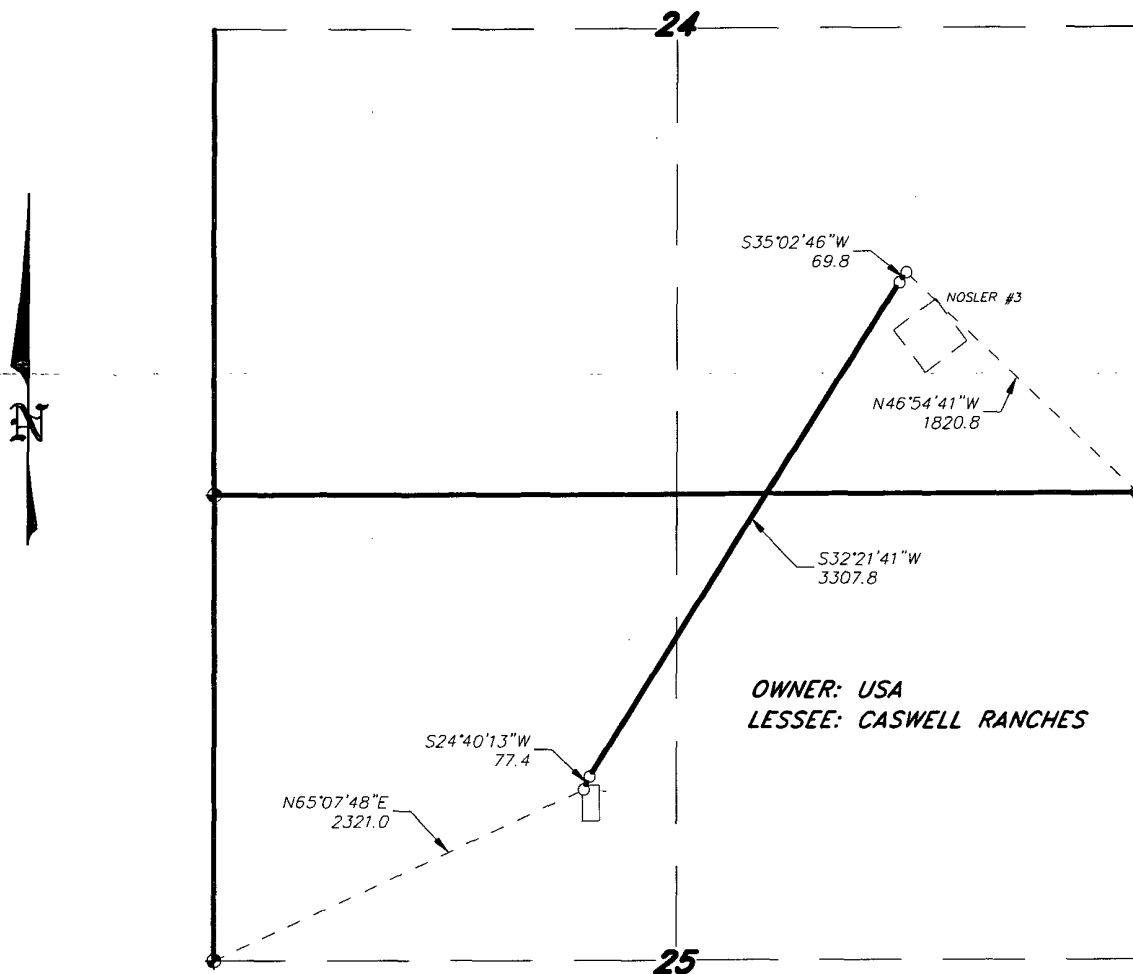 24
S35°02'46"W
69.8
NOSLER #3
N46°54'41"W
1820.8
N
S32°21'41"W
3307.8
OWNER: USA
LESSEE: CASWELL RANCHES
S24°40'13"W
77.4
N65°07'48"E
2321.0
25